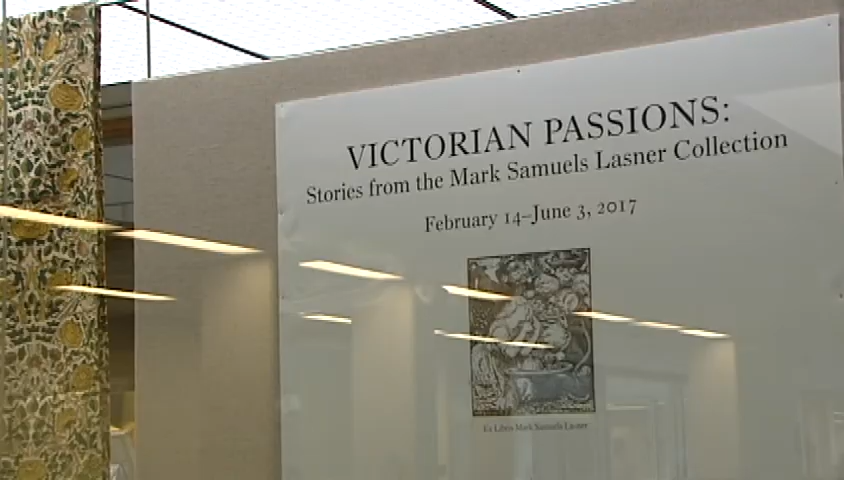 VICTORIAN PASSIONS:
Stories from the Mark Samuels Lasner Collection
February 14–June 3, 2017
Ex Libris Mark Samuels Lasner